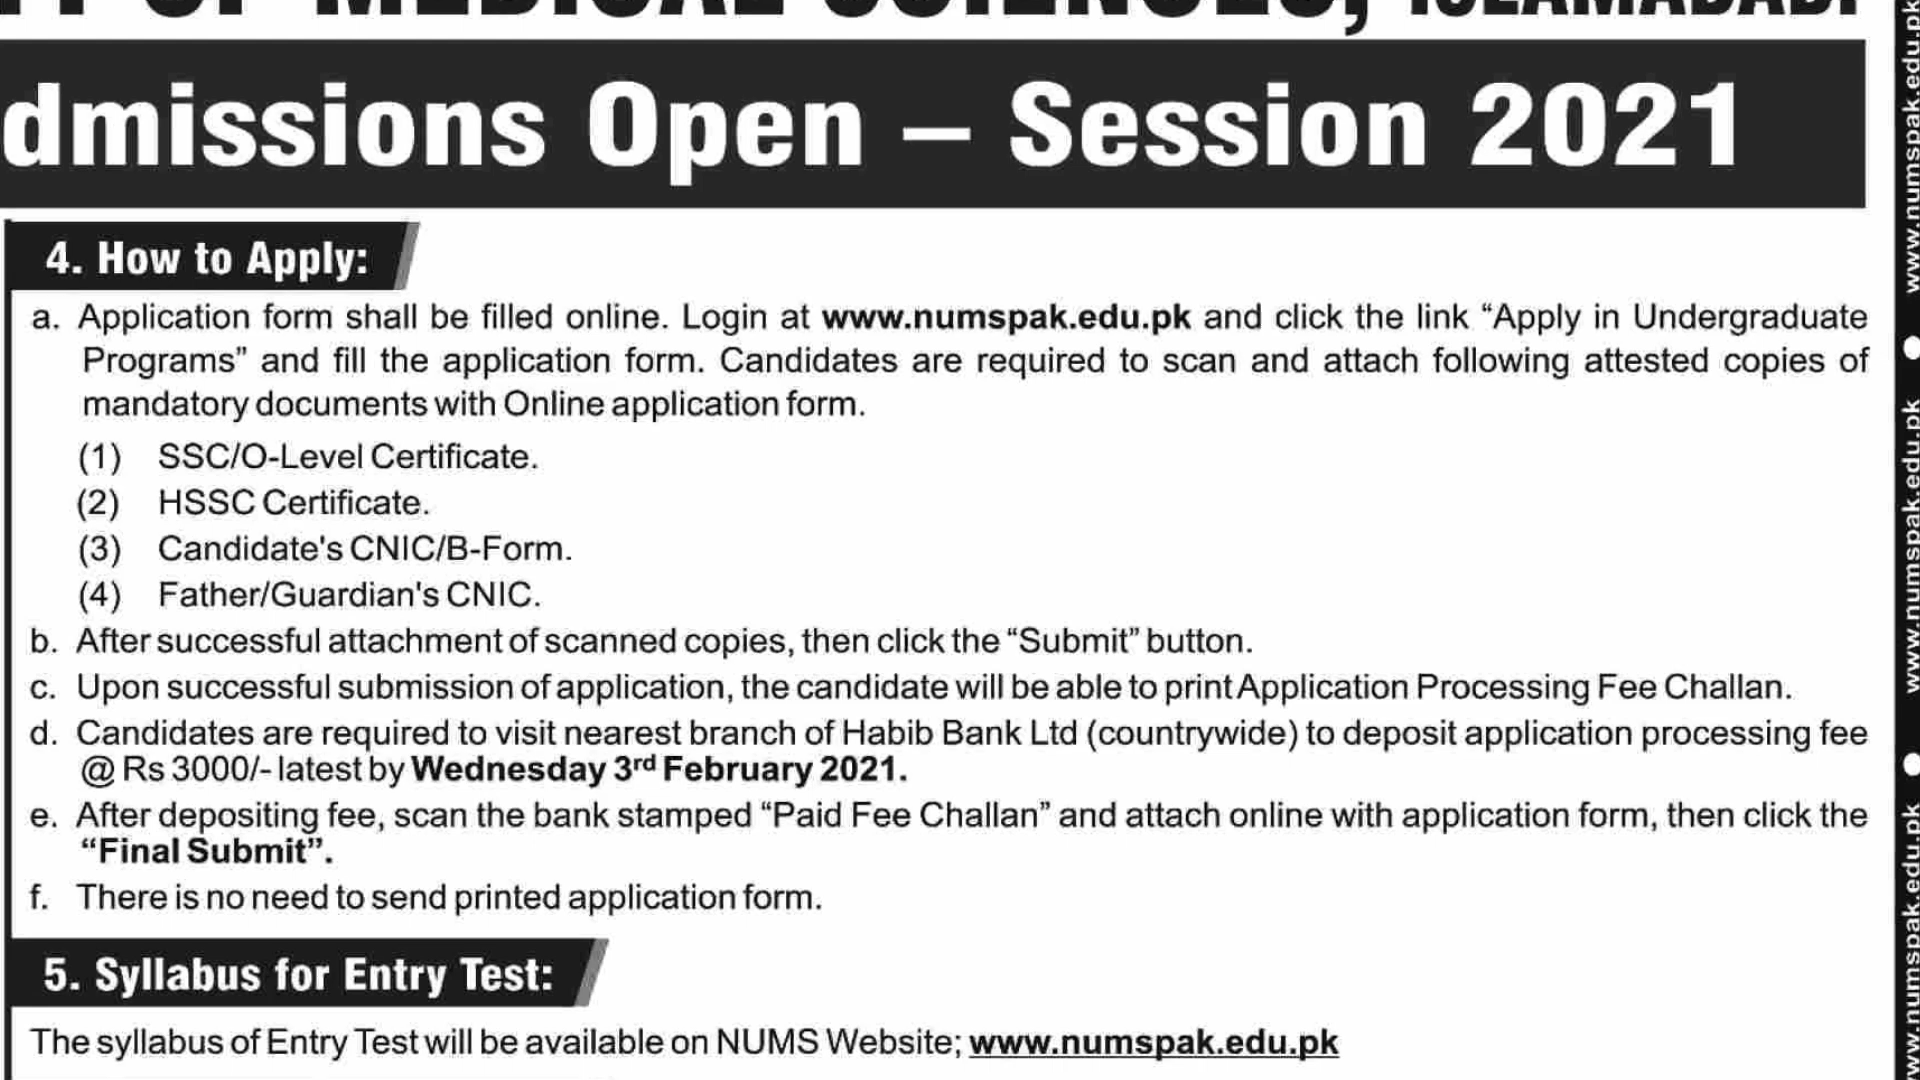 OF MEDICAL SCIENCES, ISLAMABAD.
dmissions Open – Session 2021
4. How to Apply:
a. Application form shall be filled online. Login at www.numspak.edu.pk and click the link “Apply in Undergraduate
Programs” and fill the application form. Candidates are required to scan and attach following attested copies of
mandatory documents with Online application form.
(1) SSC/O-Level Certificate.
(2) HSSC Certificate.
(3) Candidate's CNIC/B-Form.
(4) Father/Guardian's CNIC.
b. After successful attachment of scanned copies, then click the “Submit” button.
c. Upon successful submission of application, the candidate will be able to print Application Processing Fee Challan.
d. Candidates are required to visit nearest branch of Habib Bank Ltd (countrywide) to deposit application processing fee
@ Rs 3000/- latest by Wednesday 3rd February 2021.
e. After depositing fee, scan the bank stamped “Paid Fee Challan” and attach online with application form, then click the
“Final Submit”.
f. There is no need to send printed application form.
5. Syllabus for Entry Test:
The syllabus of Entry Test will be available on NUMS Website; www.numspak.edu.pk
www.numspak.edu.pk • www.numspak.edu.pk • www.numspak.edu.pk